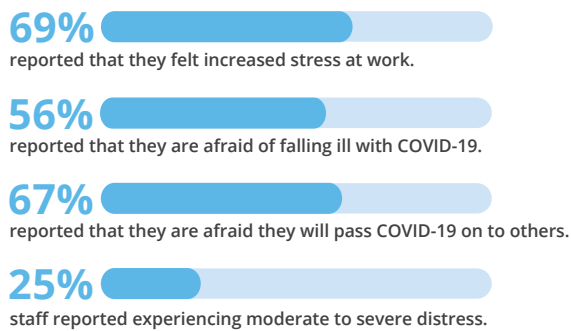 69%
reported that they felt increased stress at work.
56%
reported that they are afraid of falling ill with COVID-19.
67%
reported that they are afraid they will pass COVID-19 on to others.
25%
staff reported experiencing moderate to severe distress.